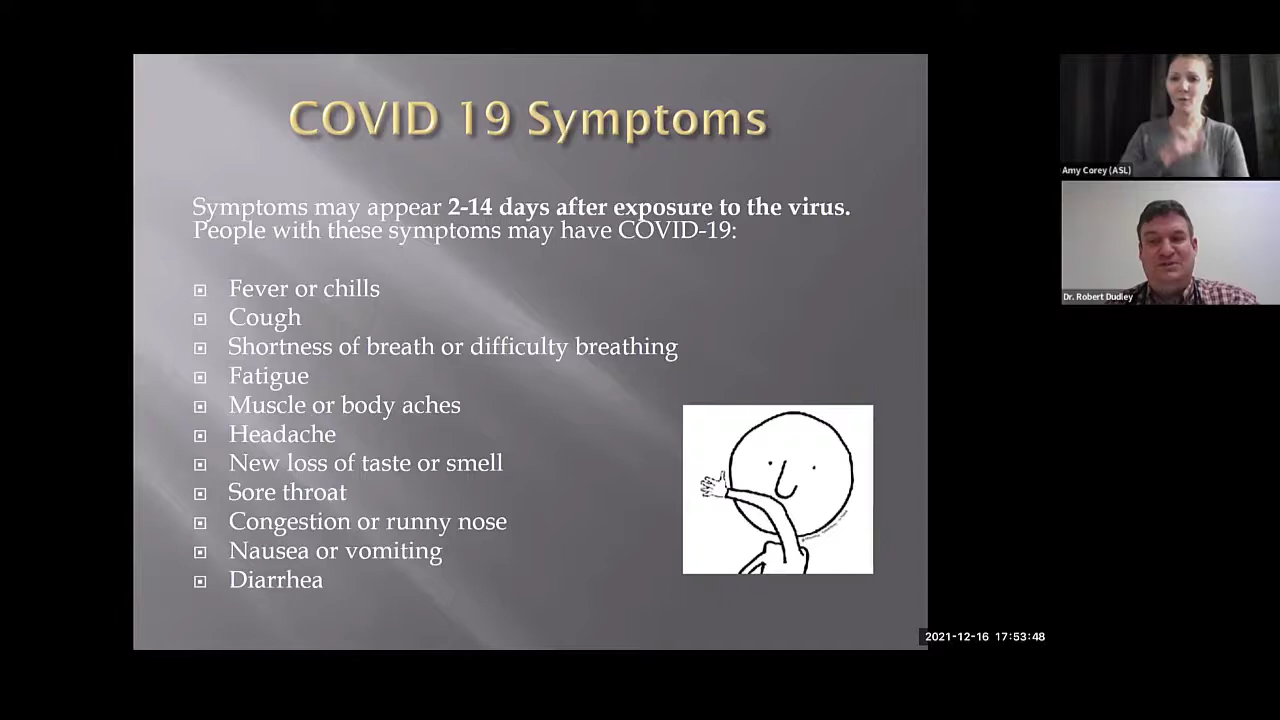 COVID 19 Symptoms
Symptoms may appear 2-14 days after exposure to the virus.
People with these symptoms may have COVID-19:
Fever or chills
Cough
Shortness of breath or difficulty breathing
Fatigue
Muscle or body aches
Headache
New loss of taste or smell
Sore throat
Congestion or runny nose
Nausea or vomiting
Diarrhea
Amy Corey (ASL)
Dr. Robert Dudley
2021-12-16 17:53:48